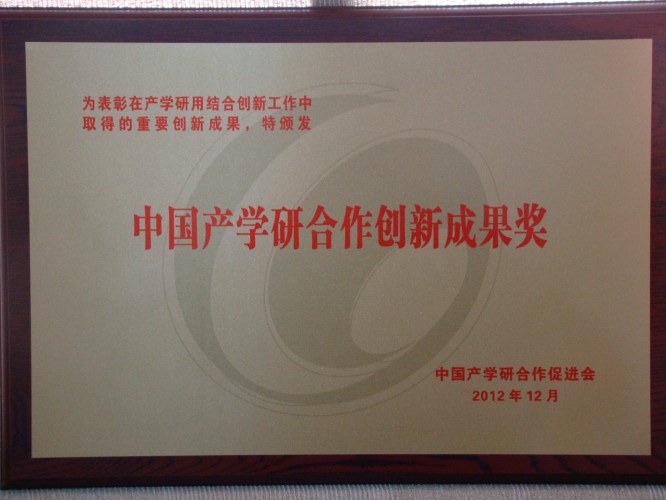 为表彰在产学研用结合创新工作中
取得的重要创新成果，特颁发
中国产学研合作创新成果奖
中国产学研合作促进会
2012年12月